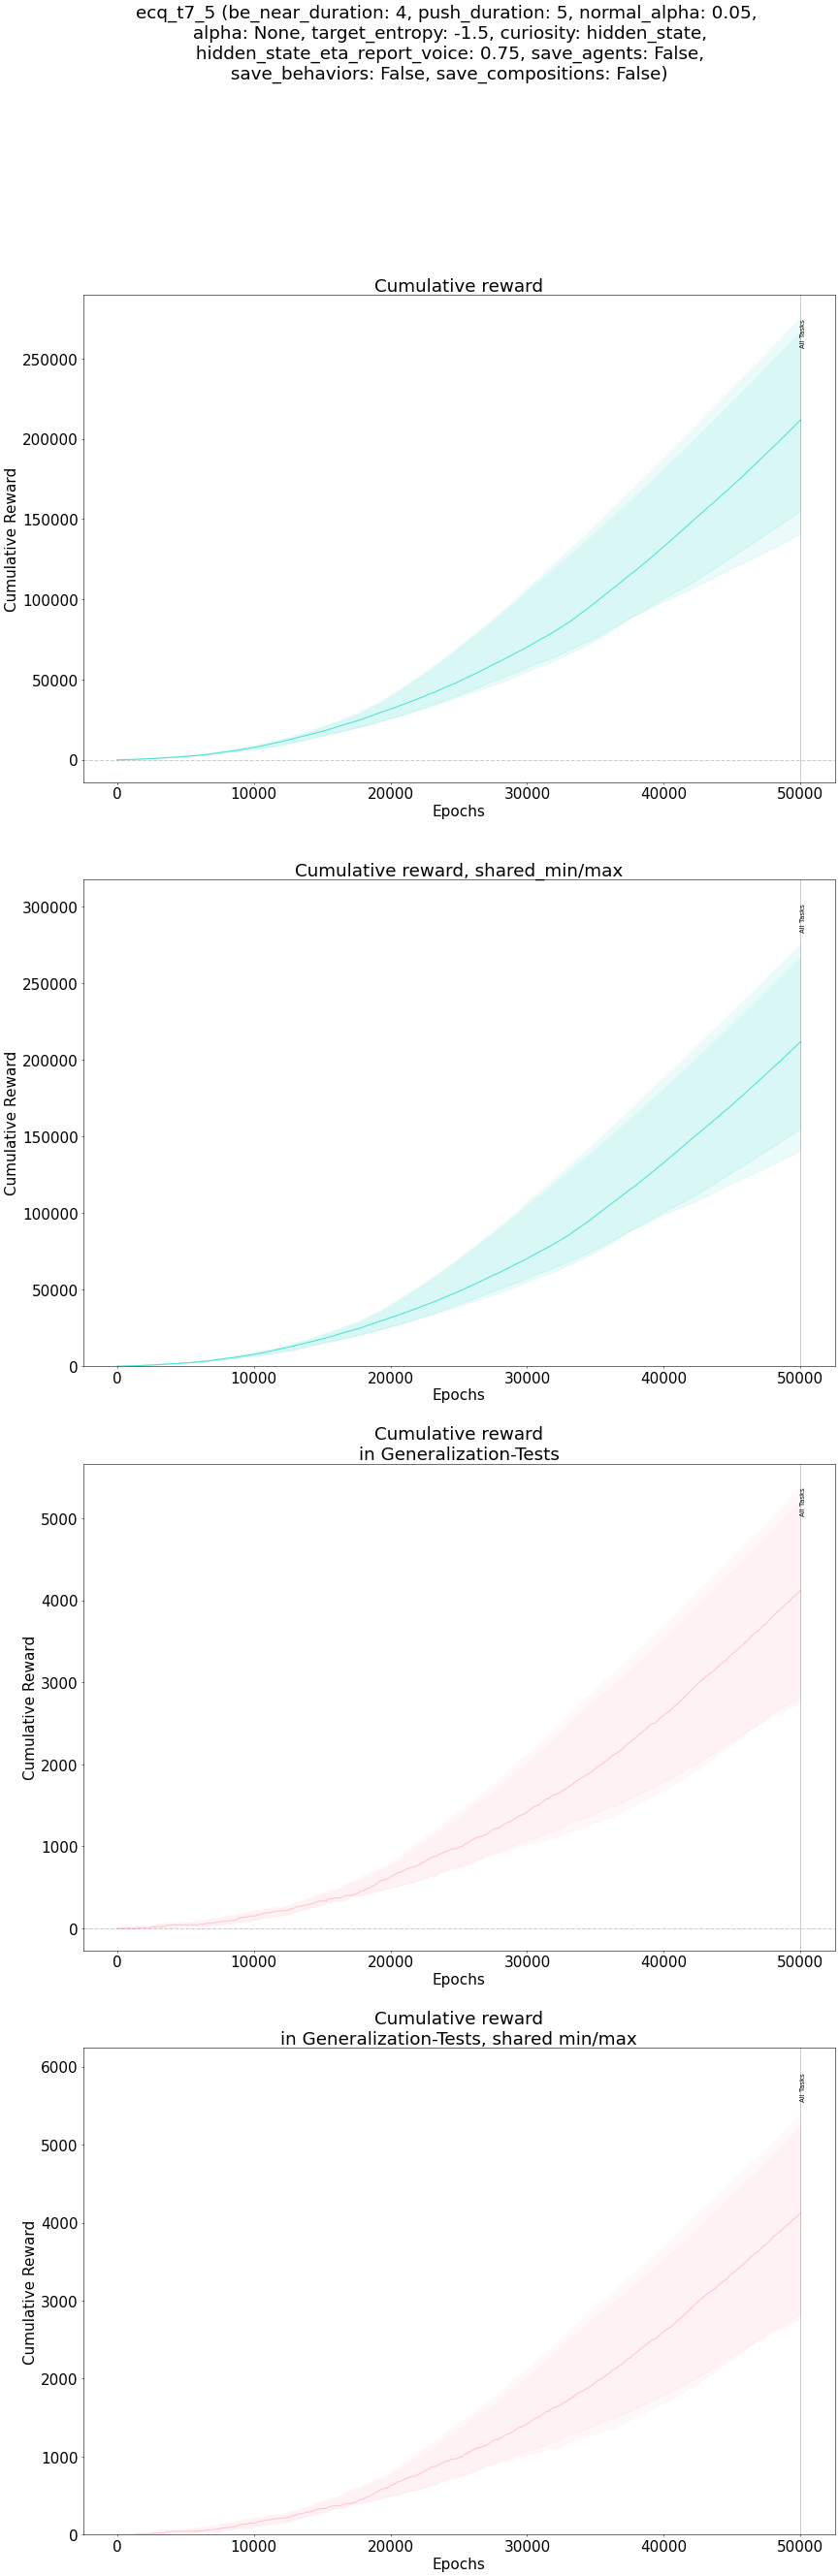 ecq_t7_5 (be_near_duration: 4, push_duration: 5, normal_alpha: 0.05,
alpha: None, target_entropy: -1.5, curiosity: hidden_state,
hidden_state_eta_report_voice: 0.75, save_agents: False,
save_behaviors: False, save_compositions: False)
Cumulative reward
All Tasks
250000
200000
150000
100000
50000
0
Cumulative Reward
0 10000 20000 30000 40000 50000
Epochs
Cumulative reward, shared_min/max
All Tasks
300000
250000
200000
150000
100000
50000
0
Cumulative Reward
0 10000 20000 30000 40000 50000
Epochs
Cumulative reward
in Generalization-Tests
All Tasks
5000
4000
3000
2000
1000
0
Cumulative Reward
0 10000 20000 30000 40000 50000
Epochs
Cumulative reward
in Generalization-Tests, shared min/max
All Tasks
6000
5000
4000
3000
2000
1000
0
Cumulative Reward
0 10000 20000 30000 40000 50000
Epochs